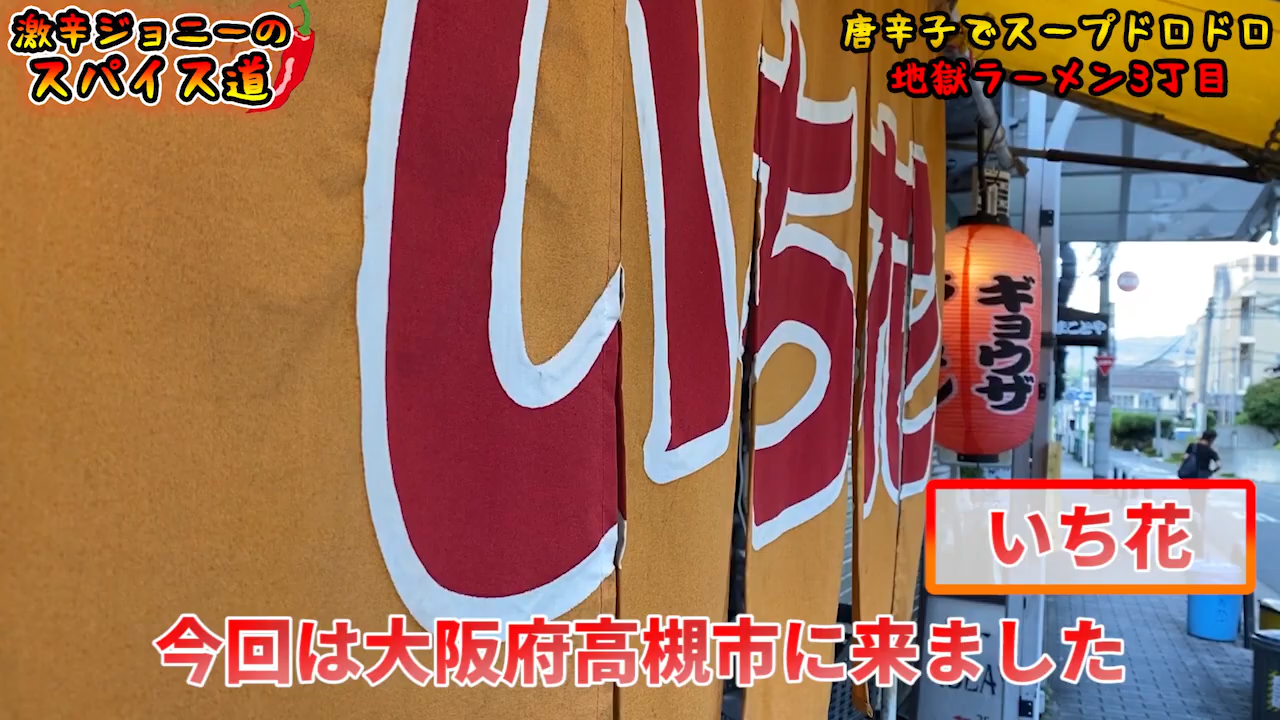 激辛ジョニーの
スパイス道
唐辛子でスープドロドロ
地獄ラーメン3丁目
いち花
ギョウザ
いち花
今回は大阪府高槻市に来ました